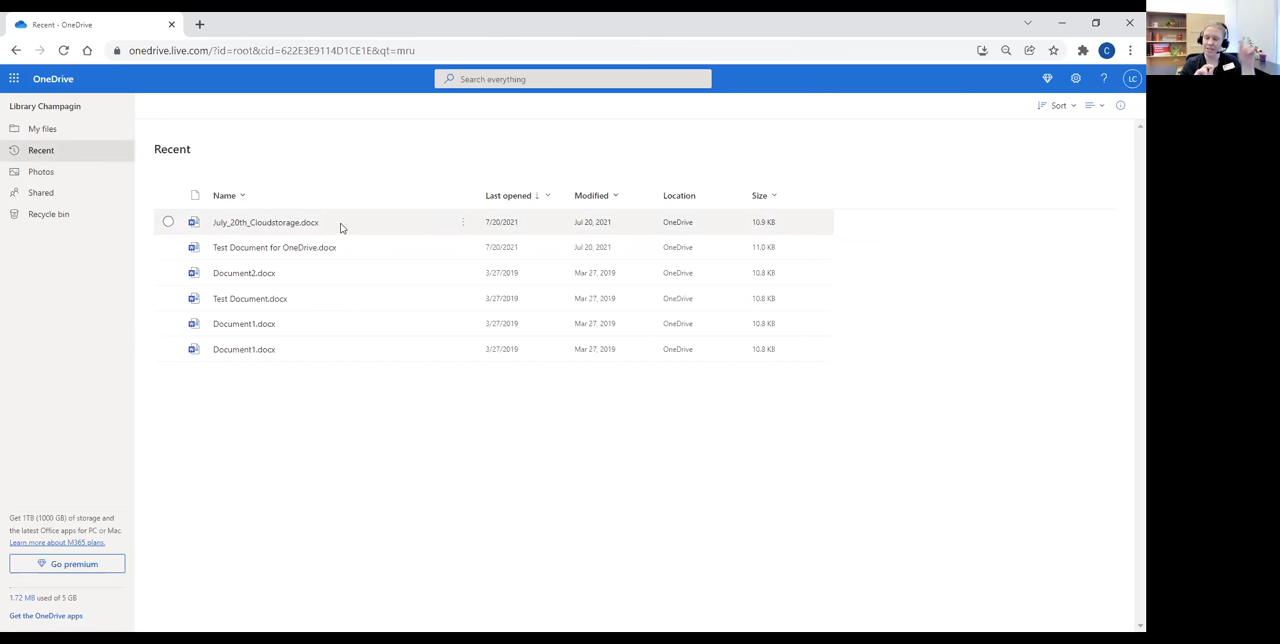 Recent - OneDrive
onedrive.live.com/?id=root&cid=622E3E9114D1CE1E&qt=mru
C
OneDrive
Search everything
? LC
Library Champagin
Sort
My files
Recent
Photos
Shared
Recycle bin
Recent
Name Last opened ↓ Modified Location Size
July_20th_Cloudstorage.docx 7/20/2021 Jul 20, 2021 OneDrive 10.9 KB
Test Document for OneDrive.docx 7/20/2021 Jul 20, 2021 OneDrive 11.0 KB
Document2.docx 3/27/2019 Mar 27, 2019 OneDrive 10.8 KB
Test Document.docx 3/27/2019 Mar 27, 2019 OneDrive 10.8 KB
Document1.docx 3/27/2019 Mar 27, 2019 OneDrive 10.8 KB
Document1.docx 3/27/2019 Mar 27, 2019 OneDrive 10.8 KB
Get 1TB (1000 GB) of storage and
the latest Office apps for PC or Mac.
Learn more about M365 plans.
Go premium
1.72 MB used of 5 GB
Get the OneDrive apps